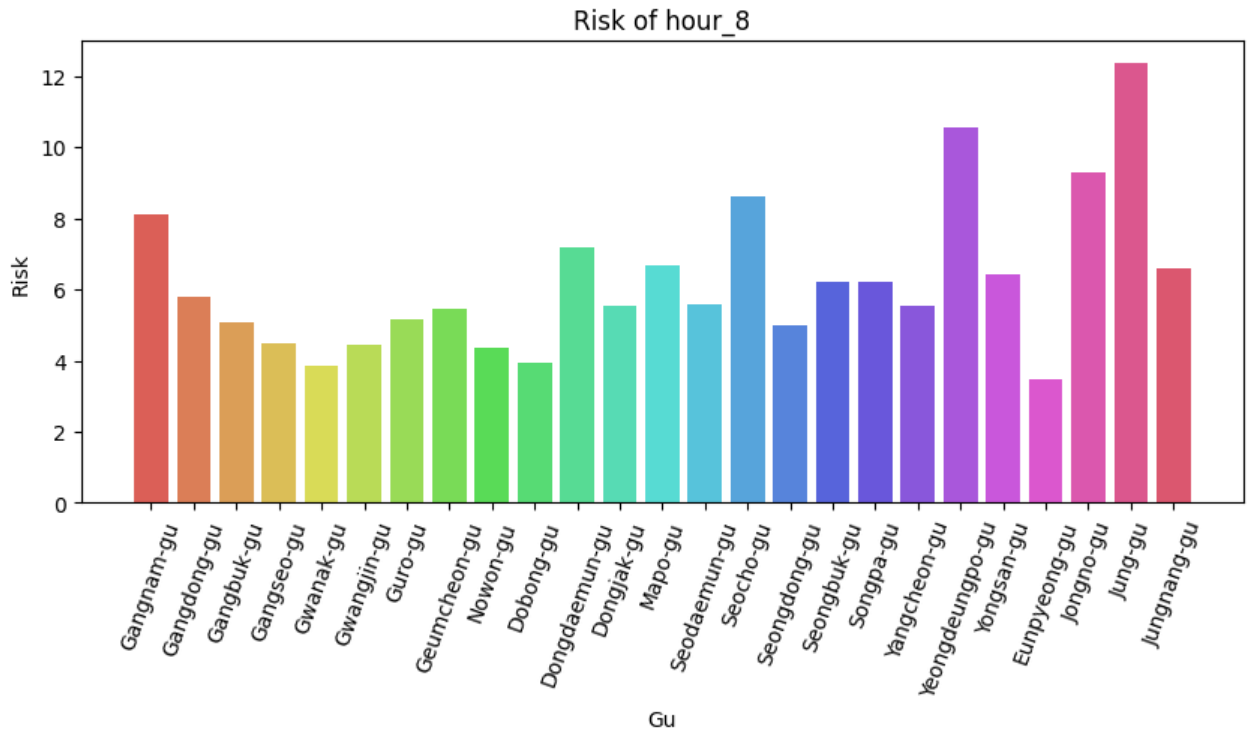 Risk of hour_8
Risk
12
10
8
6
4
2
0
Gangnam-gu
Gangdong-gu
Gangbuk-gu
Gangseo-gu
Gwanak-gu
Gwangjin-gu
Guro-gu
Geumcheon-gu
Nowon-gu
Dobong-gu
Dongdaemun-gu
Dongjak-gu
Mapo-gu
Seodaemun-gu
Seocho-gu
Seongdong-gu
Seongbuk-gu
Songpa-gu
Yangcheon-gu
Yeongdeungpo-gu
Yongsan-gu
Eunpyeong-gu
Jongno-gu
Jung-gu
Jungnang-gu
Gu